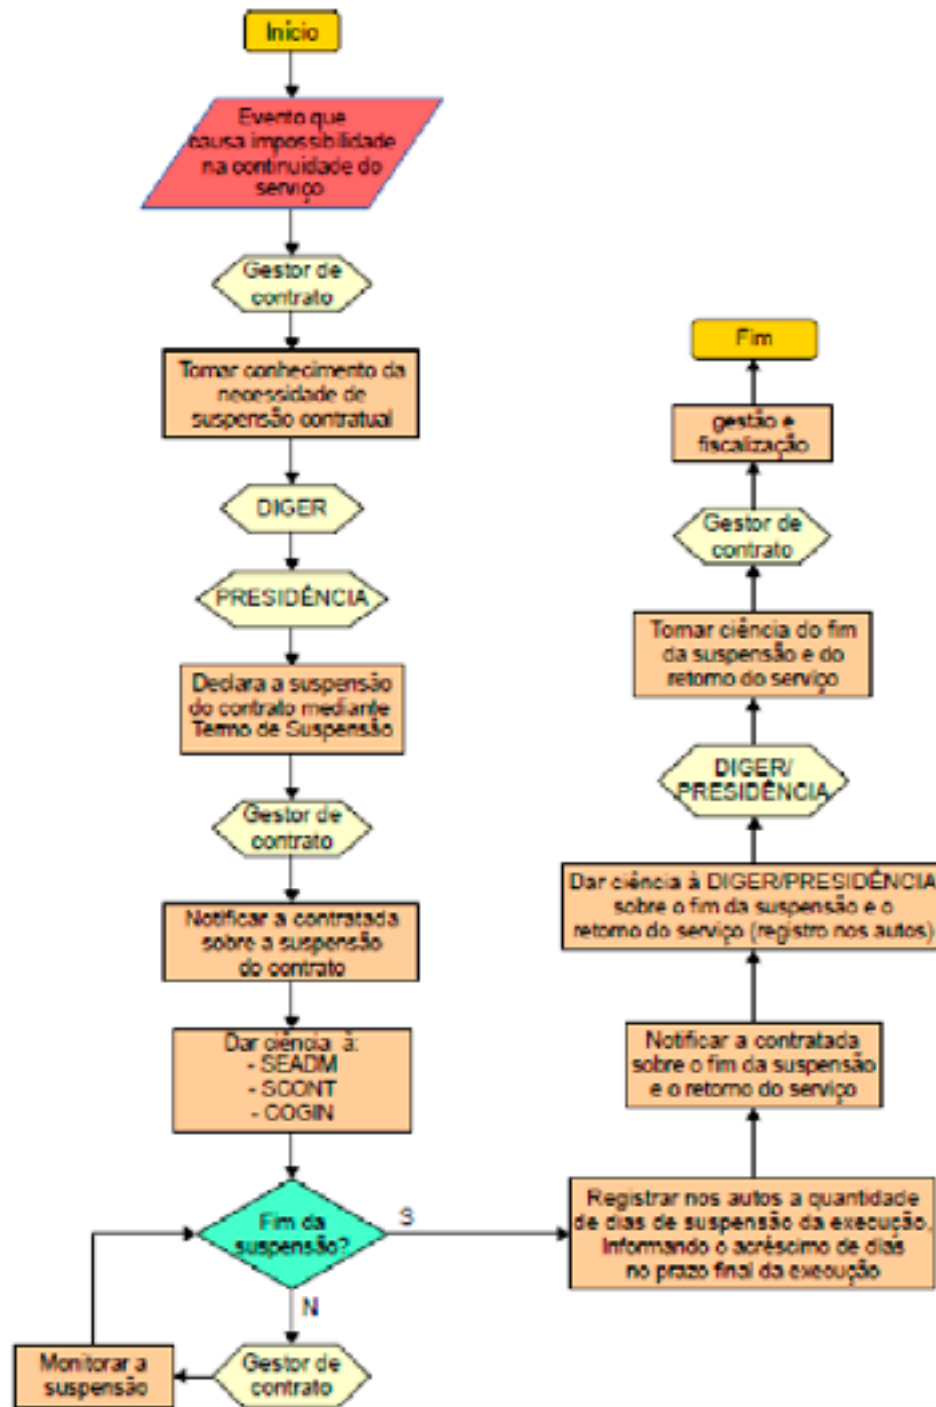 Início
Evento que
causa impossibilidade
na continuidade do
serviço
Gestor de
contrato
Tomar conhecimento da
necessidade de
suspensão contratual
DIGER
PRESIDÊNCIA
Declara a suspensão
do contrato mediante
Termo de Suspensão
Gestor de
contrato
Notificar a contratada
sobre a suspensão
do contrato
Dar ciência à:
- SEADM
- SCONT
- COGIN
Fim da
suspensão?
S
N
Gestor de
contrato
Monitorar a
suspensão
Registrar nos autos a quantidade
de dias de suspensão da execução,
Informando o acréscimo de dias
no prazo final da execução
Notificar a contratada
sobre o fim da suspensão
e o retorno do serviço
Dar ciência à DIGER/PRESIDÊNCIA
sobre o fim da suspensão e o
retorno do serviço (registro nos autos)
DIGER/
PRESIDÊNCIA
Tomar ciência do fim
da suspensão e do
retorno do serviço
Gestor de
contrato
gestão e
fiscalização
Fim